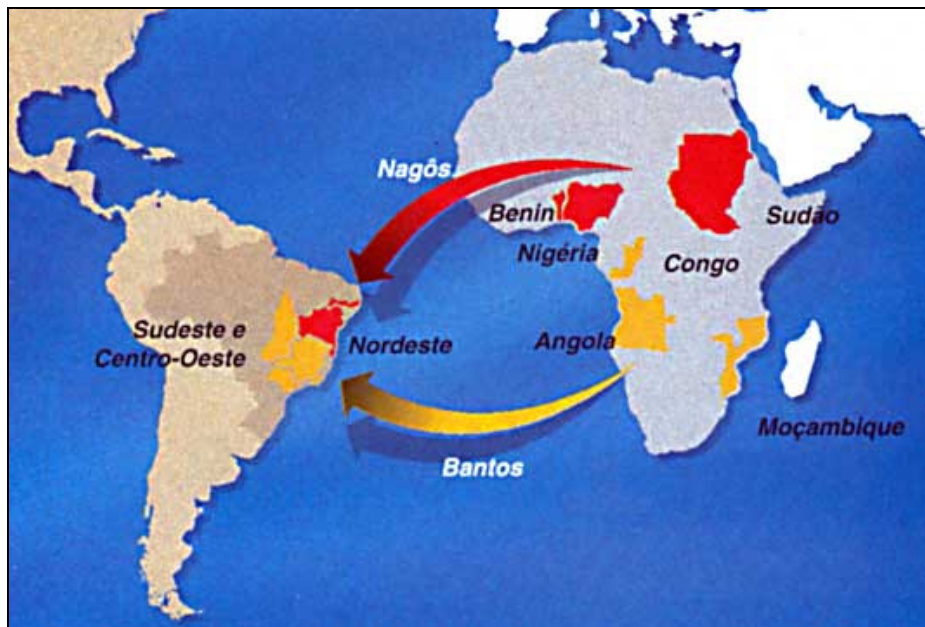 Nagôs
Benin
Sudão
Nigéria
Congo
Sudeste e
Centro-Oeste
Nordeste
Angola
Moçambique
Bantos